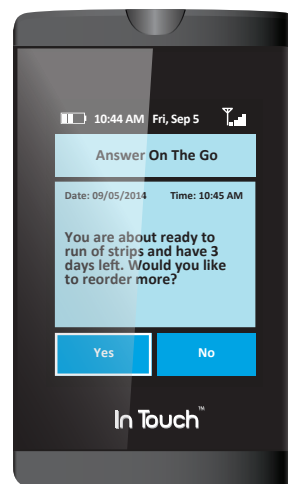 10:44 AM Fri, Sep 5
Answer On The Go
Date: 09/05/2014 Time: 10:45 AM
You are about ready to
run of strips and have 3
days left. Would you like
to reorder more?
Yes No
In Touch™